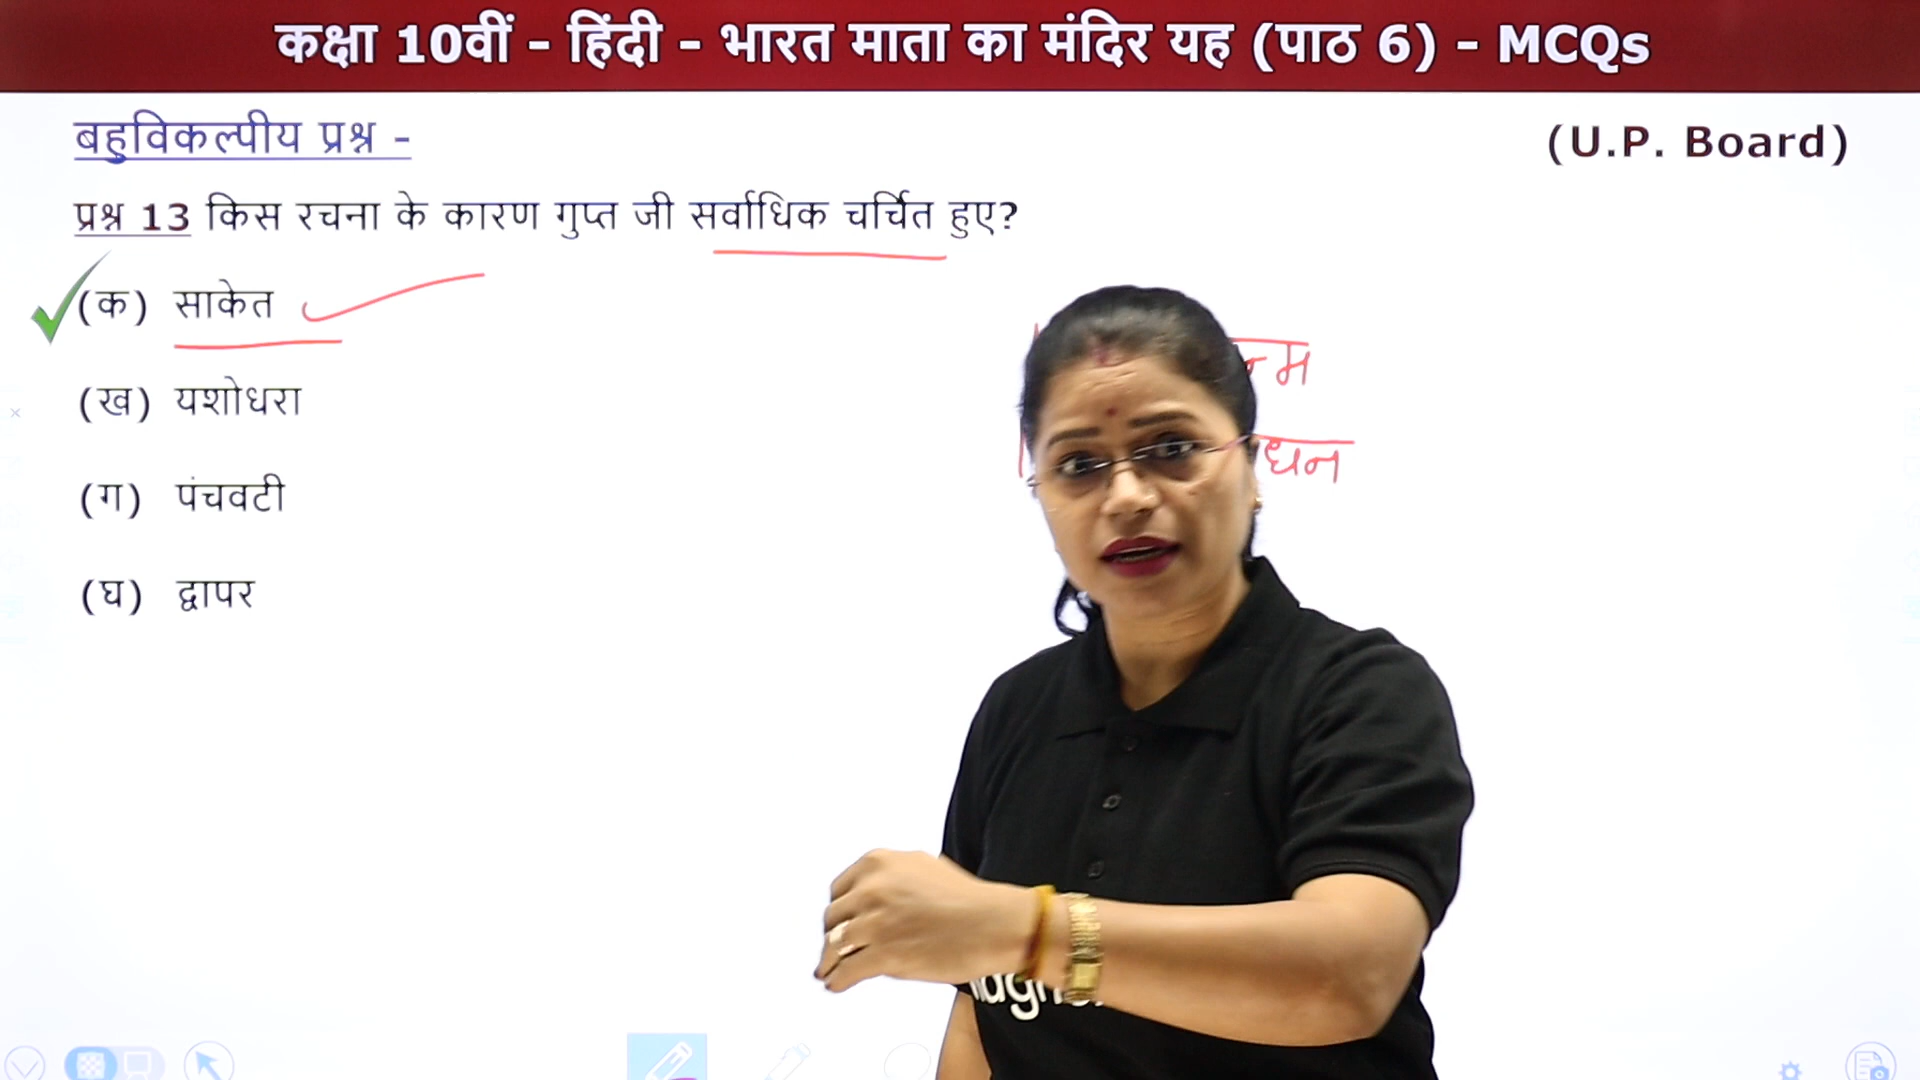 कक्षा 10वीं - हिंदी - भारत माता का मंदिर यह (पाठ 6) - MCQs
बहुविकल्पीय प्रश्न -
(U.P. Board)
प्रश्न 13 किस रचना के कारण गुप्त जी सर्वाधिक चर्चित हुए?
(क) साकेत
(ख) यशोधरा
(ग) पंचवटी
(घ) द्वापर